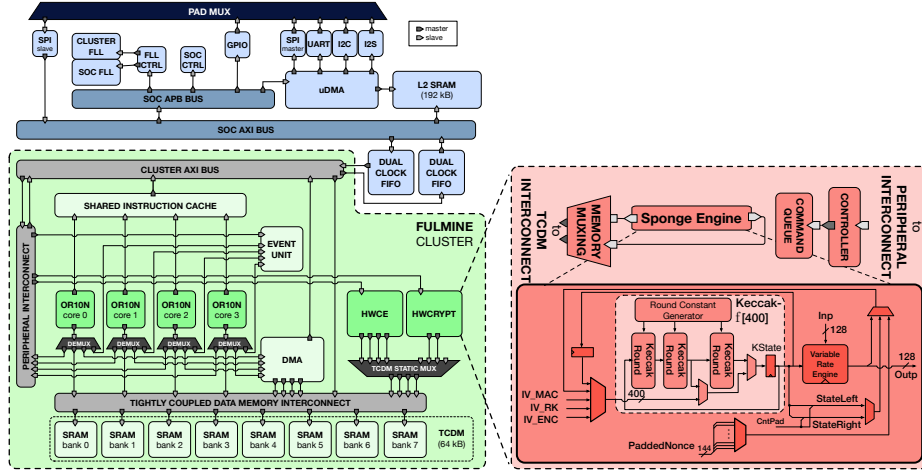 PAD MUX
master
slave
SPI
slave
CLUSTER
FLL
SOC FLL
FLL
CTRL
SOC
CTRL
GPIO
SPI
master
UART
I2C
I2S
uDMA
L2 SRAM
(192 kB)
SOC APB BUS
SOC AXI BUS
DUAL
CLOCK
FIFO
DUAL
CLOCK
FIFO
CLUSTER AXI BUS
SHARED INSTRUCTION CACHE
FULMINE
CLUSTER
EVENT
UNIT
PERIPHERAL INTERCONNECT
OR10N
core 0
OR10N
core 1
OR10N
core 2
OR10N
core 3
HWCE
HWCRYPT
DEMUX
DEMUX
DEMUX
DEMUX
DMA
TCDM STATIC MUX
TIGHTLY COUPLED DATA MEMORY INTERCONNECT
SRAM
bank 0
SRAM
bank 1
SRAM
bank 2
SRAM
bank 3
SRAM
bank 4
SRAM
bank 5
SRAM
bank 6
SRAM
bank 7
TCDM
(64 kB)
to
TCDM
INTERCONNECT
MEMORY
MUXING
Sponge Engine
COMMAND
QUEUE
CONTROLLER
to
PERIPHERAL
INTERCONNECT
Round Constant
Generator
Keccak-
f[400]
Keccak
Round
Keccak
Round
Keccak
Round
KState
400
Inp
128
Variable
Rate
Engine
128
Outp
IV_MAC
IV_RK
IV_ENC
StateLeft
CntPad
StateRight
PaddedNonce
144